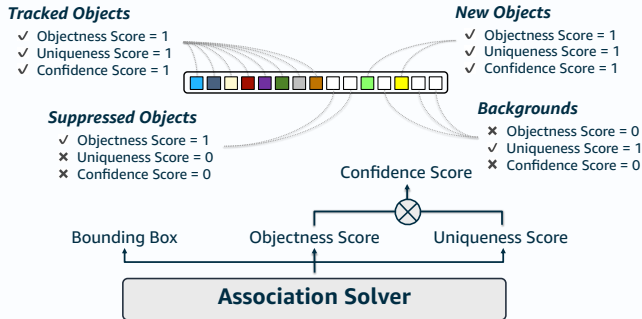 Tracked Objects
✓ Objectness Score = 1
✓ Uniqueness Score = 1
✓ Confidence Score = 1
New Objects
✓ Objectness Score = 1
✓ Uniqueness Score = 1
✓ Confidence Score = 1
Suppressed Objects
✓ Objectness Score = 1
✗ Uniqueness Score = 0
✗ Confidence Score = 0
Backgrounds
✗ Objectness Score = 0
✓ Uniqueness Score = 1
✗ Confidence Score = 0
Confidence Score
Bounding Box
Objectness Score
Uniqueness Score
Association Solver